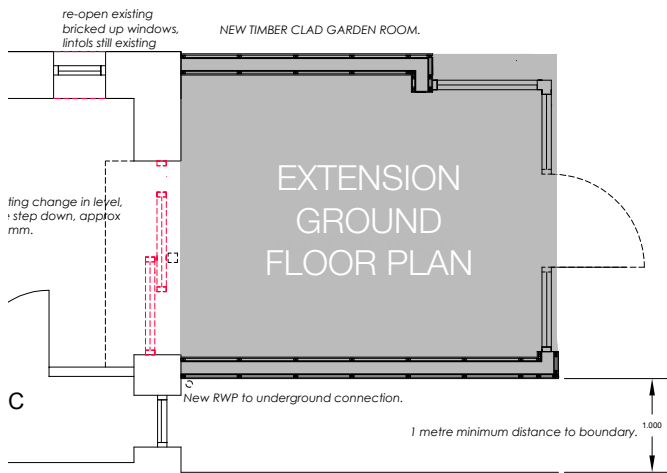 re-open existing
bricked up windows,
lintols still existing
NEW TIMBER CLAD GARDEN ROOM.
EXTENSION
GROUND
FLOOR PLAN
ting change in level,
e step down, approx
mm.
C
New RWP to underground connection.
1 metre minimum distance to boundary.
1.000